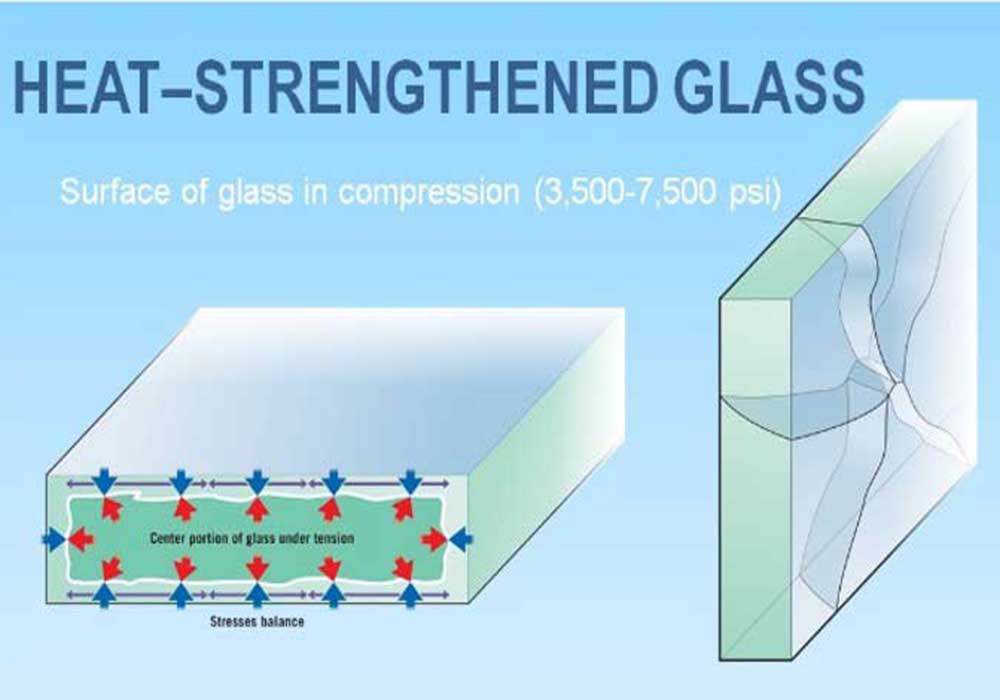 HEAT–STRENGTHENED GLASS
Surface of glass in compression (3,500-7,500 psi)
Center portion of glass under tension
Stresses balance